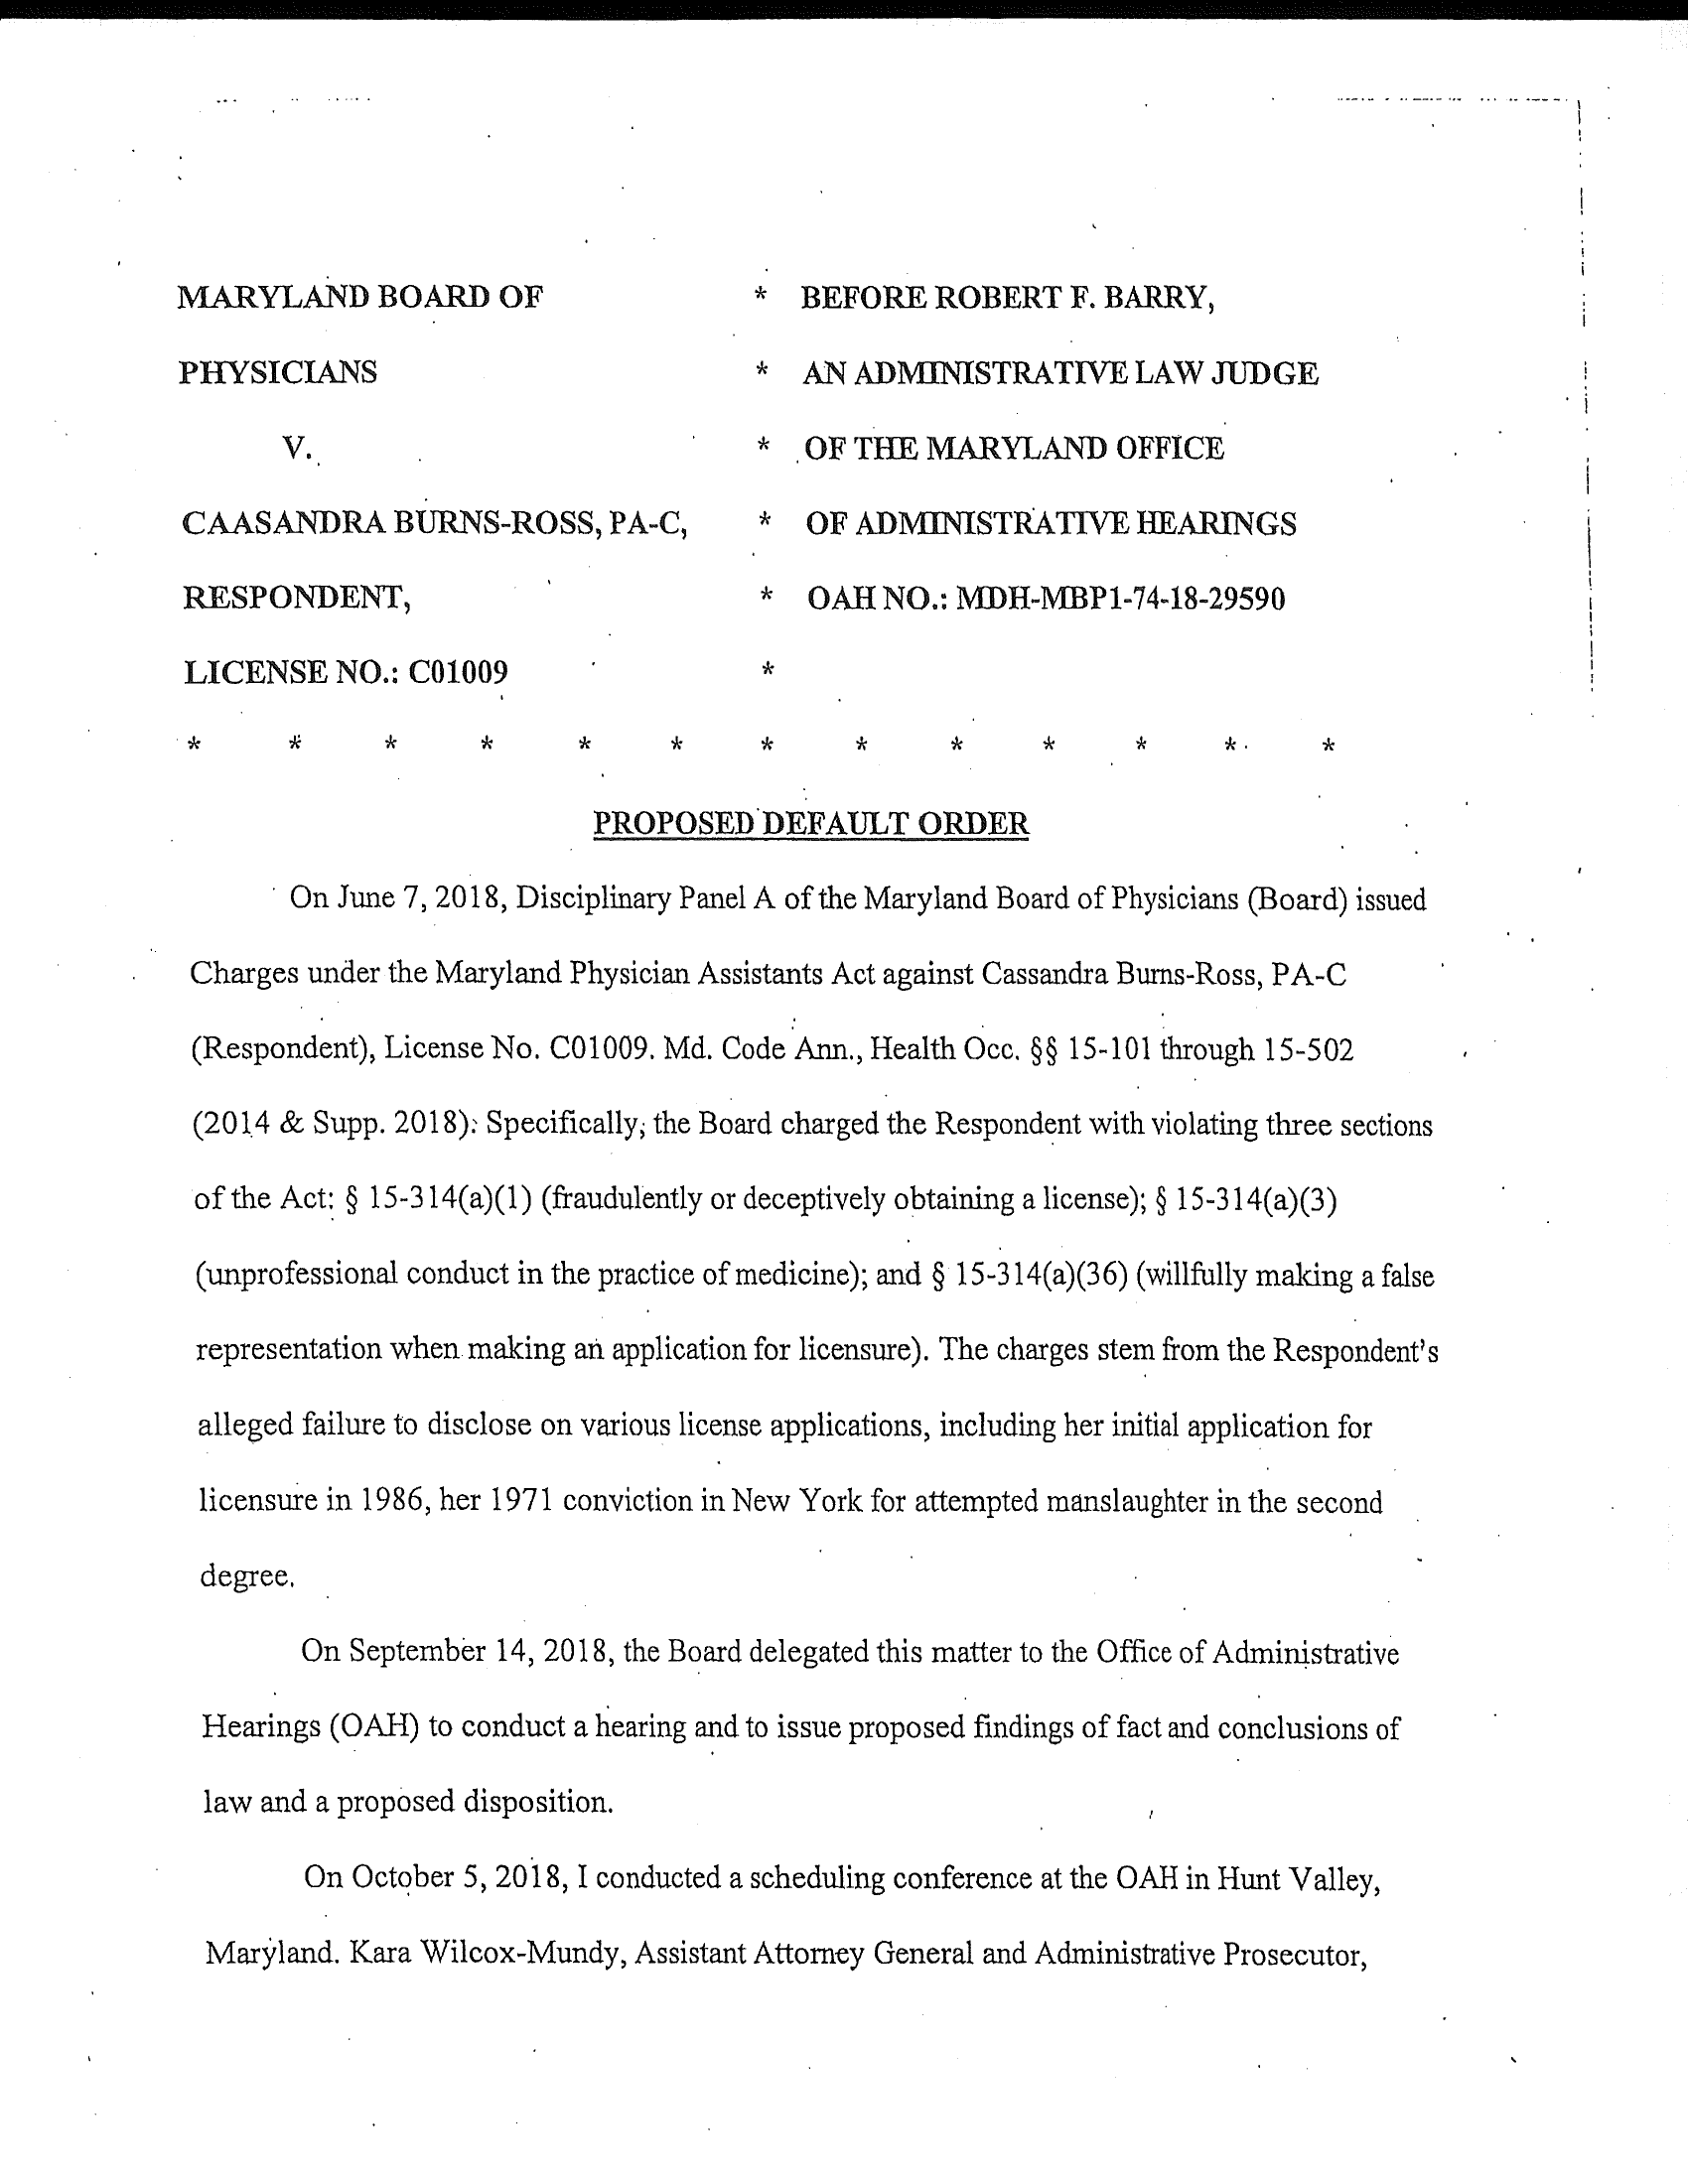 MARYLAND BOARD OF * BEFORE ROBERT F. BARRY,
PHYSICIANS * AN ADMINISTRATIVE LAW JUDGE
V. * OF THE MARYLAND OFFICE
CAASANDRA BURNS-ROSS, PA-C, * OF ADMINISTRATIVE HEARINGS
RESPONDENT, * OAH NO.: MDH-MBP1-74-18-29590
LICENSE NO.: C01009 *
* * * * * * * * * * * * *
PROPOSED DEFAULT ORDER
On June 7, 2018, Disciplinary Panel A of the Maryland Board of Physicians (Board) issued
Charges under the Maryland Physician Assistants Act against Cassandra Burns-Ross, PA-C
(Respondent), License No. C01009. Md. Code Ann., Health Occ. §§ 15-101 through 15-502
(2014 & Supp. 2018). Specifically, the Board charged the Respondent with violating three sections
of the Act: § 15-314(a)(1) (fraudulently or deceptively obtaining a license); § 15-314(a)(3)
(unprofessional conduct in the practice of medicine); and § 15-314(a)(36) (willfully making a false
representation when making an application for licensure). The charges stem from the Respondent's
alleged failure to disclose on various license applications, including her initial application for
licensure in 1986, her 1971 conviction in New York for attempted manslaughter in the second
degree.
On September 14, 2018, the Board delegated this matter to the Office of Administrative
Hearings (OAH) to conduct a hearing and to issue proposed findings of fact and conclusions of
law and a proposed disposition.
On October 5, 2018, I conducted a scheduling conference at the OAH in Hunt Valley,
Maryland. Kara Wilcox-Mundy, Assistant Attorney General and Administrative Prosecutor,